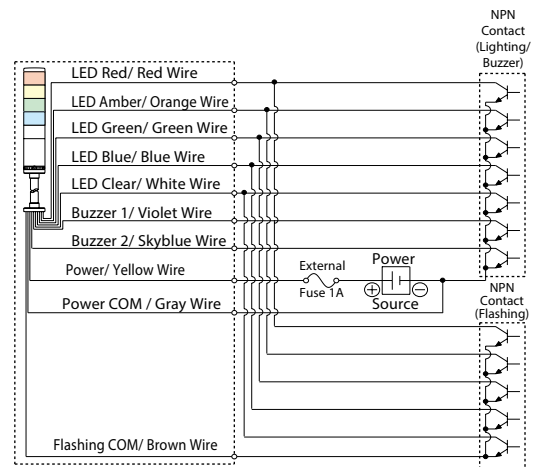 NPN
Contact
(Lighting/
Buzzer)
LED Red/ Red Wire
LED Amber/ Orange Wire
LED Green/ Green Wire
LED Blue/ Blue Wire
LED Clear/ White Wire
Buzzer 1/ Violet Wire
Buzzer 2/ Skyblue Wire
Power/ Yellow Wire
External
Fuse 1A
Power
Source
Power COM / Gray Wire
NPN
Contact
(Flashing)
Flashing COM/ Brown Wire